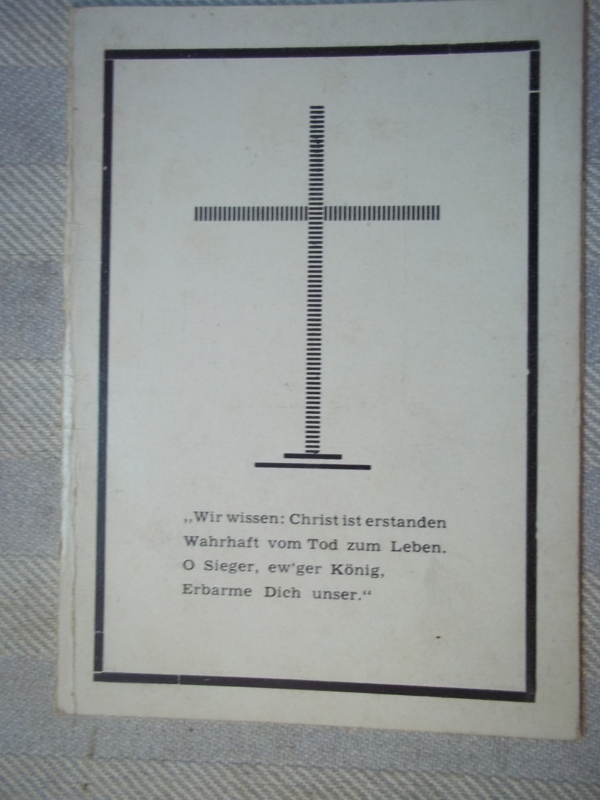 „Wir wissen: Christ ist erstanden
Wahrhaft vom Tod zum Leben.
O Sieger, ew'ger König,
Erbarme Dich unser.“